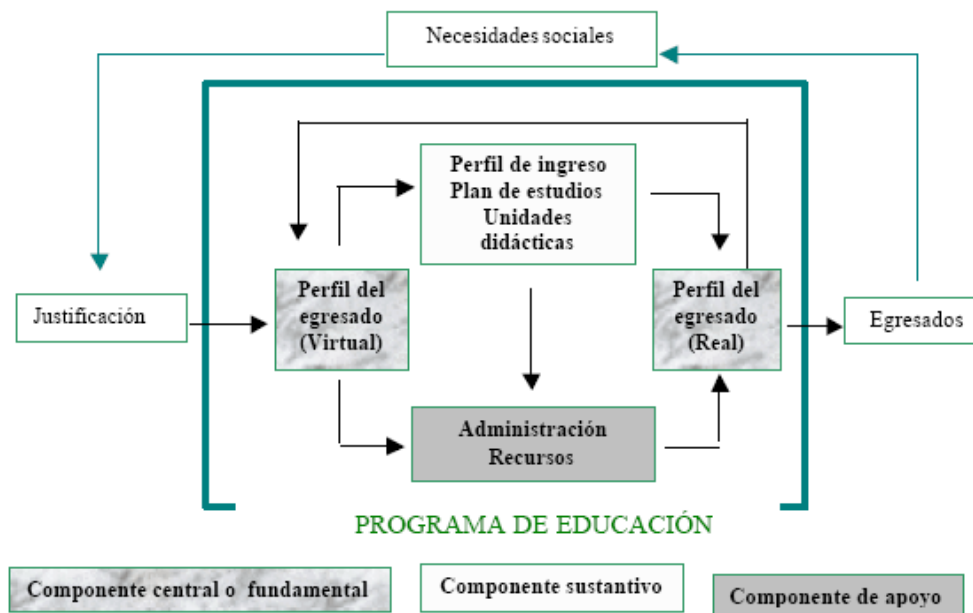 Necesidades sociales
Perfil de ingreso
Plan de estudios
Unidades
didácticas
Justificación
Perfil del
egresado
(Virtual)
Perfil del
egresado
(Real)
Egresados
Administración
Recursos
PROGRAMA DE EDUCACIÓN
Componente central o fundamental
Componente sustantivo
Componente de apoyo